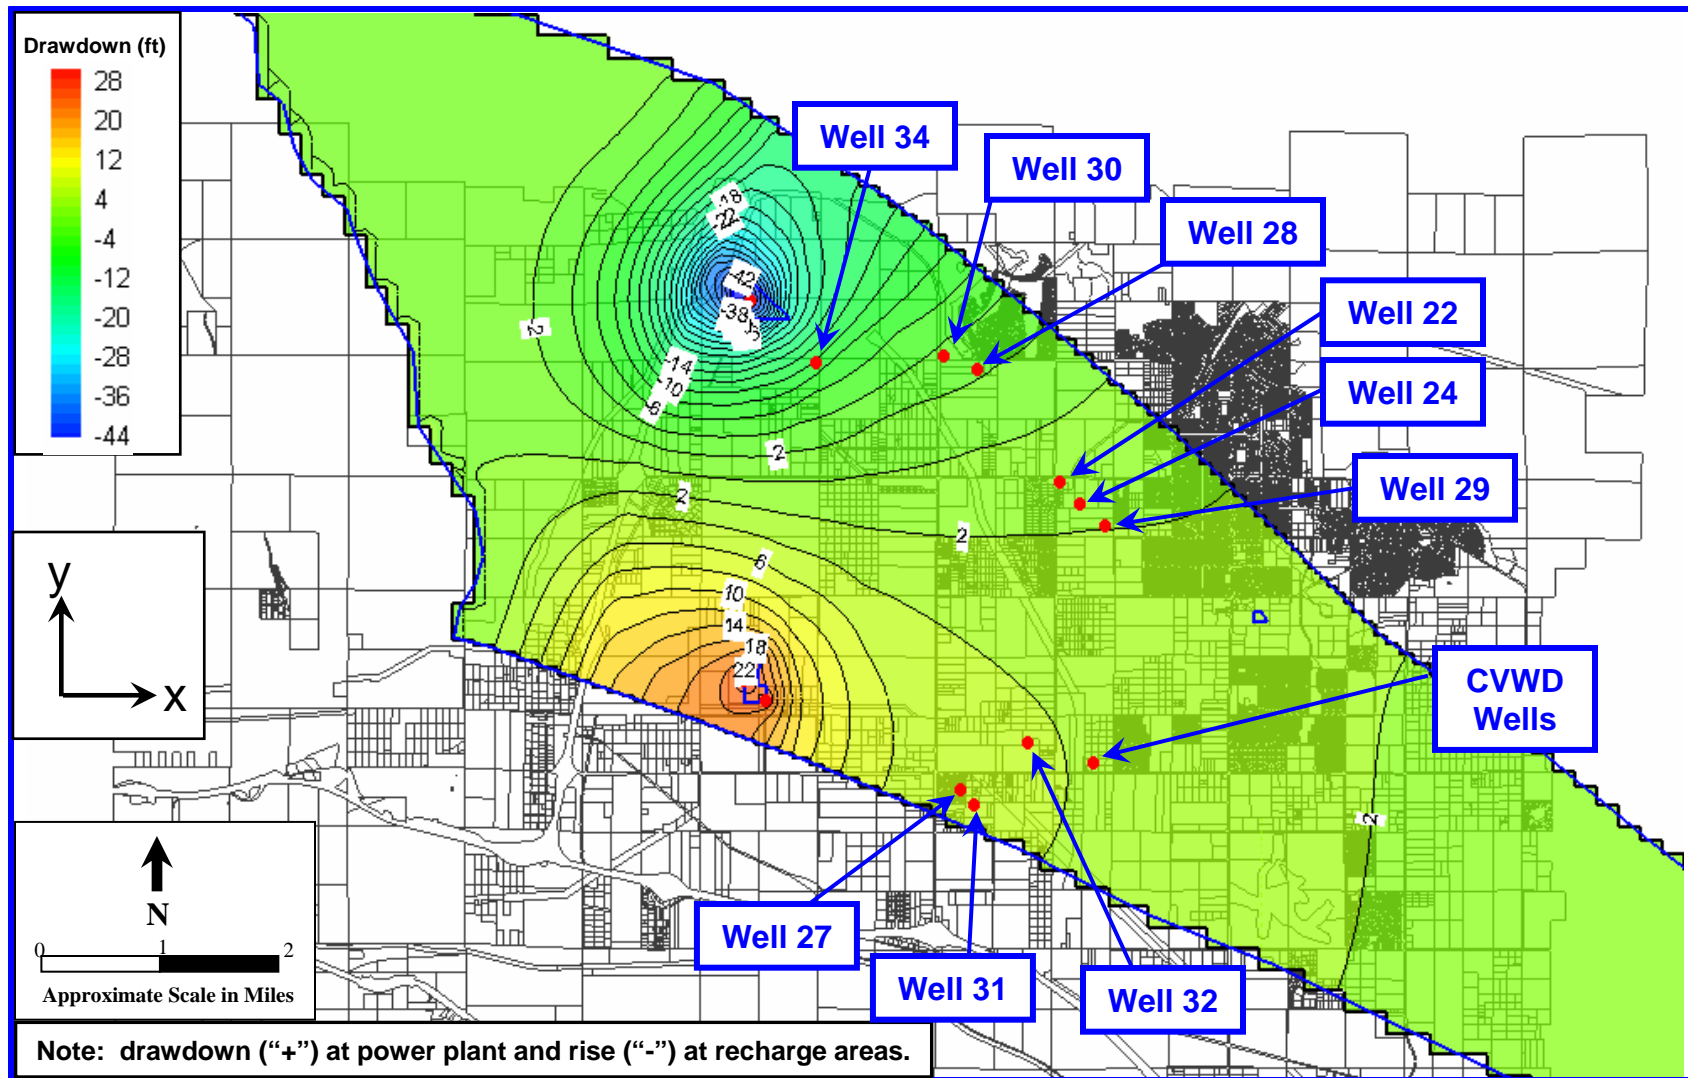 Drawdown (ft)
28
20
12
4
-4
-12
-20
-28
-36
-44
Well 34
Well 30
Well 28
Well 22
Well 24
Well 29
CVWD
Wells
Well 27
Well 31
Well 32
-18
-22
-42
-38
-14
-10
-6
-2
2
2
2
6
10
14
18
22
2
y
x
N
0 1 2
Approximate Scale in Miles
Note: drawdown (“+”) at power plant and rise (“-”) at recharge areas.